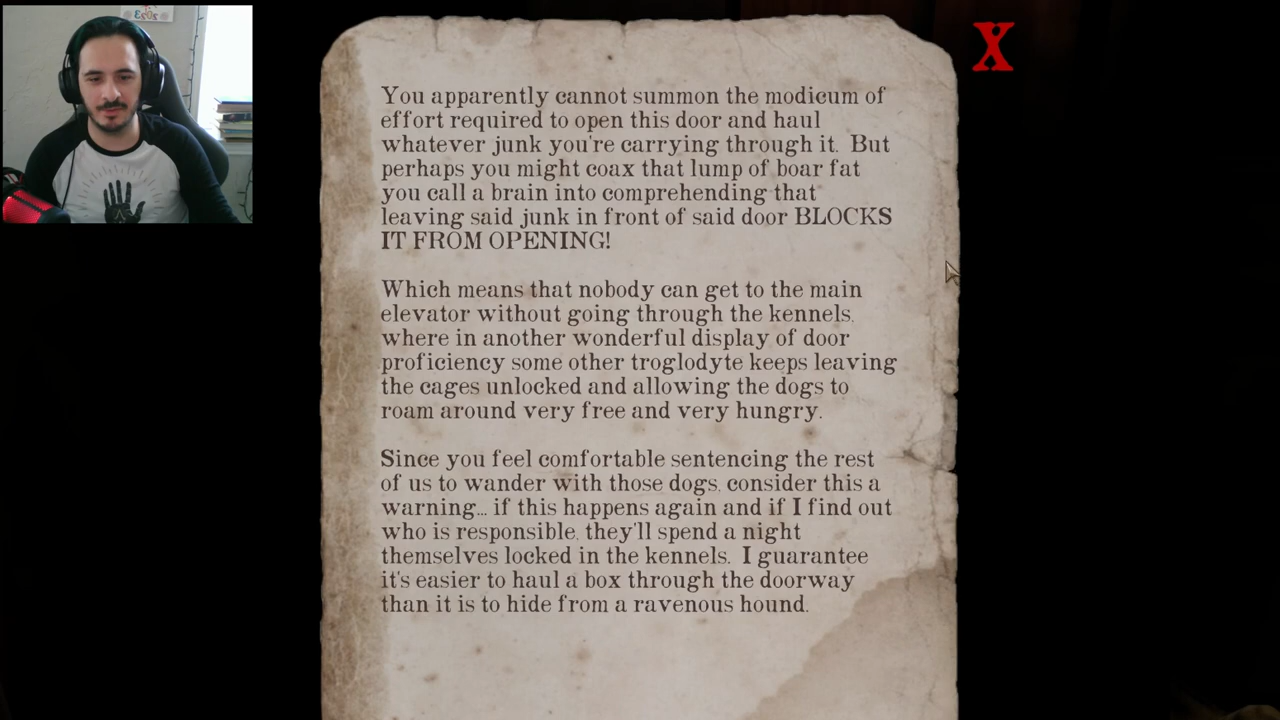 You apparently cannot summon the modicum of
effort required to open this door and haul
whatever junk you're carrying through it. But
perhaps you might coax that lump of boar fat
you call a brain into comprehending that
leaving said junk in front of said door BLOCKS
IT FROM OPENING!
Which means that nobody can get to the main
elevator without going through the kennels,
where in another wonderful display of door
proficiency some other troglodyte keeps leaving
the cages unlocked and allowing the dogs to
roam around very free and very hungry.
Since you feel comfortable sentencing the rest
of us to wander with those dogs, consider this a
warning... if this happens again and if I find out
who is responsible, they'll spend a night
themselves locked in the kennels. I guarantee
it's easier to haul a box through the doorway
than it is to hide from a ravenous hound.
X
2023